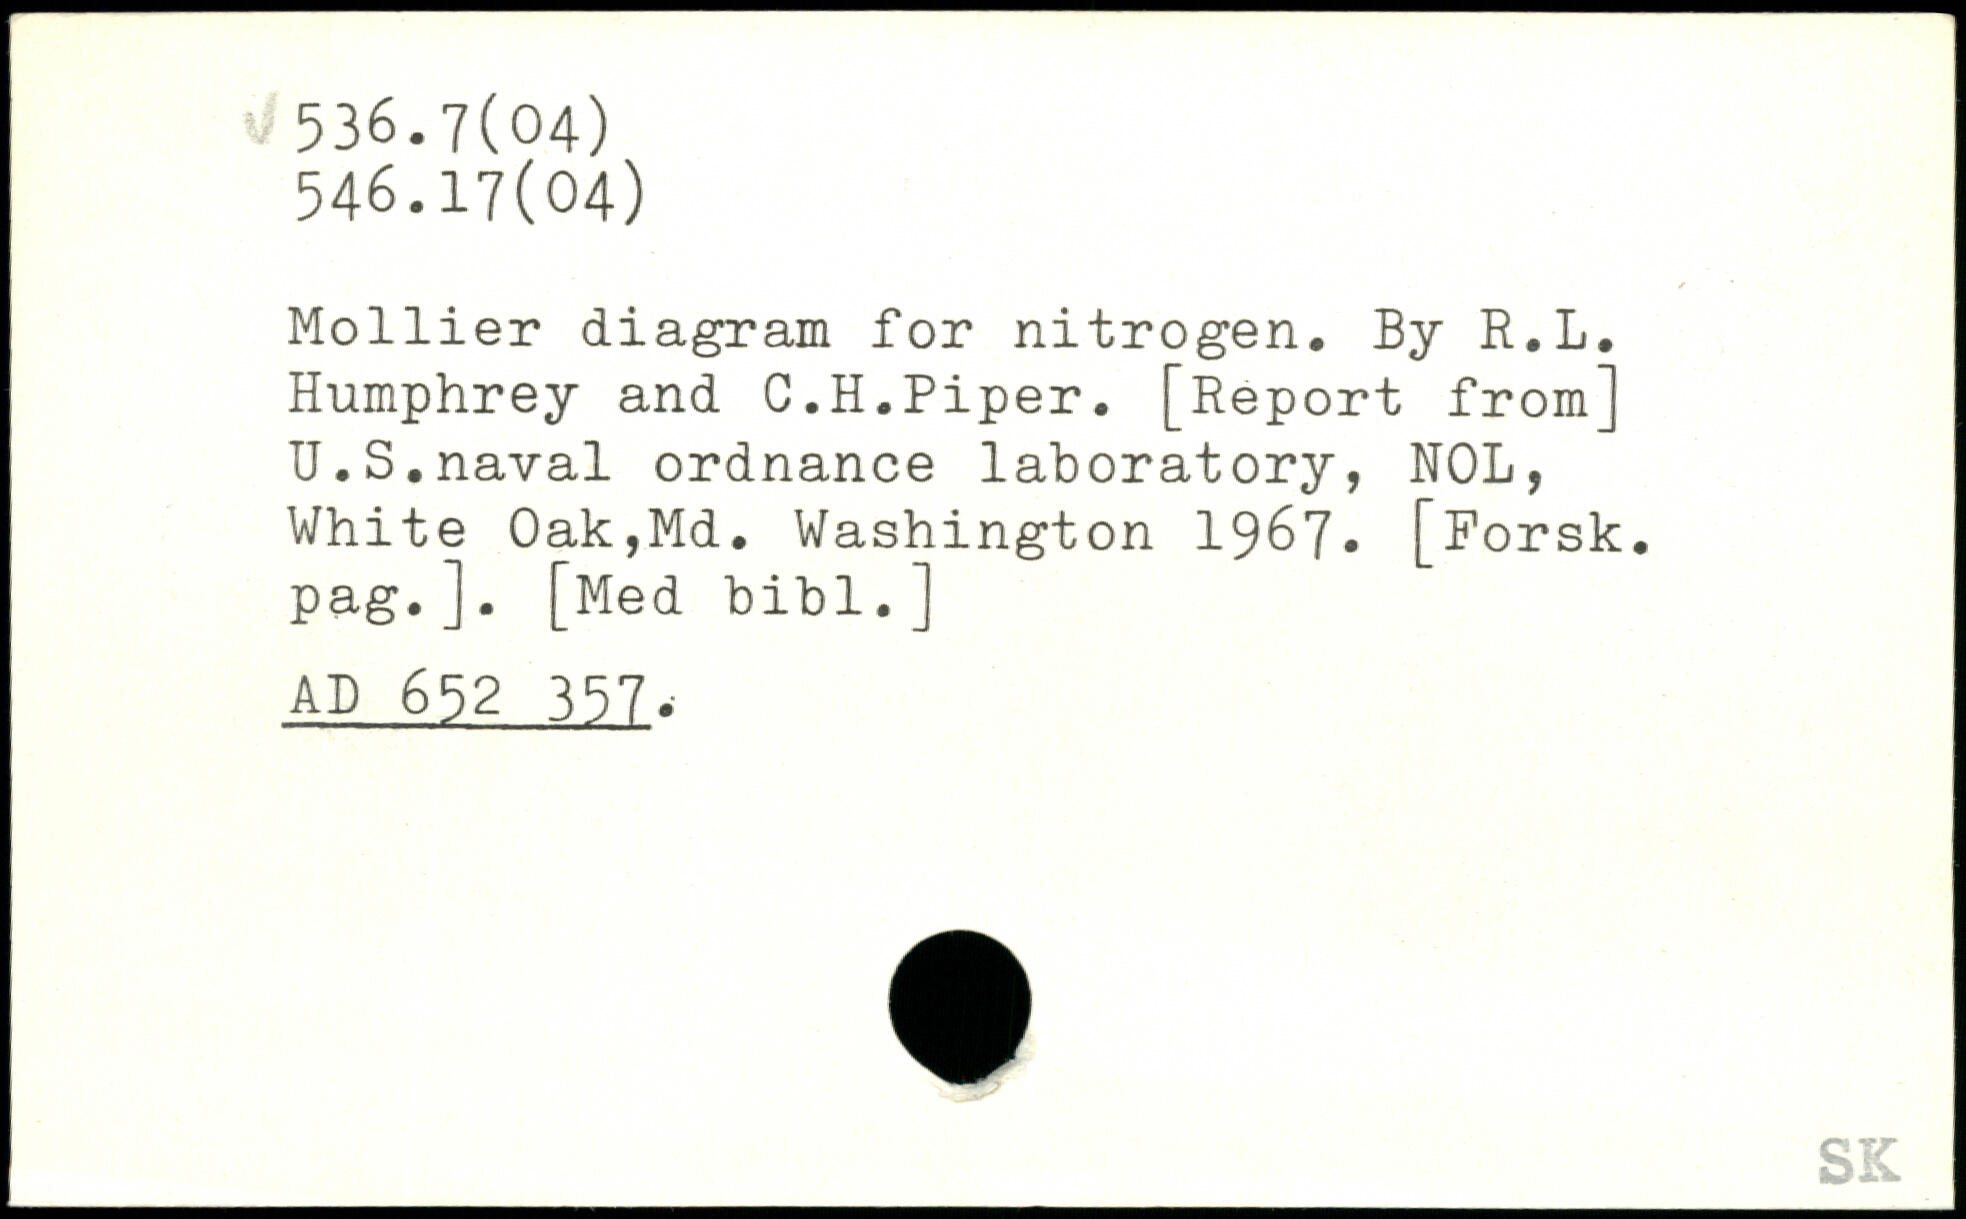 536.7(04)
546.17(04)
Mollier diagram for nitrogen. By R.L.
Humphrey and C.H.Piper. [Report from]
U.S.naval ordnance laboratory, NOL,
White Oak,Md. Washington 1967. [Forsk.
pag.]. [Med bibl.]
AD 652 357.
SK